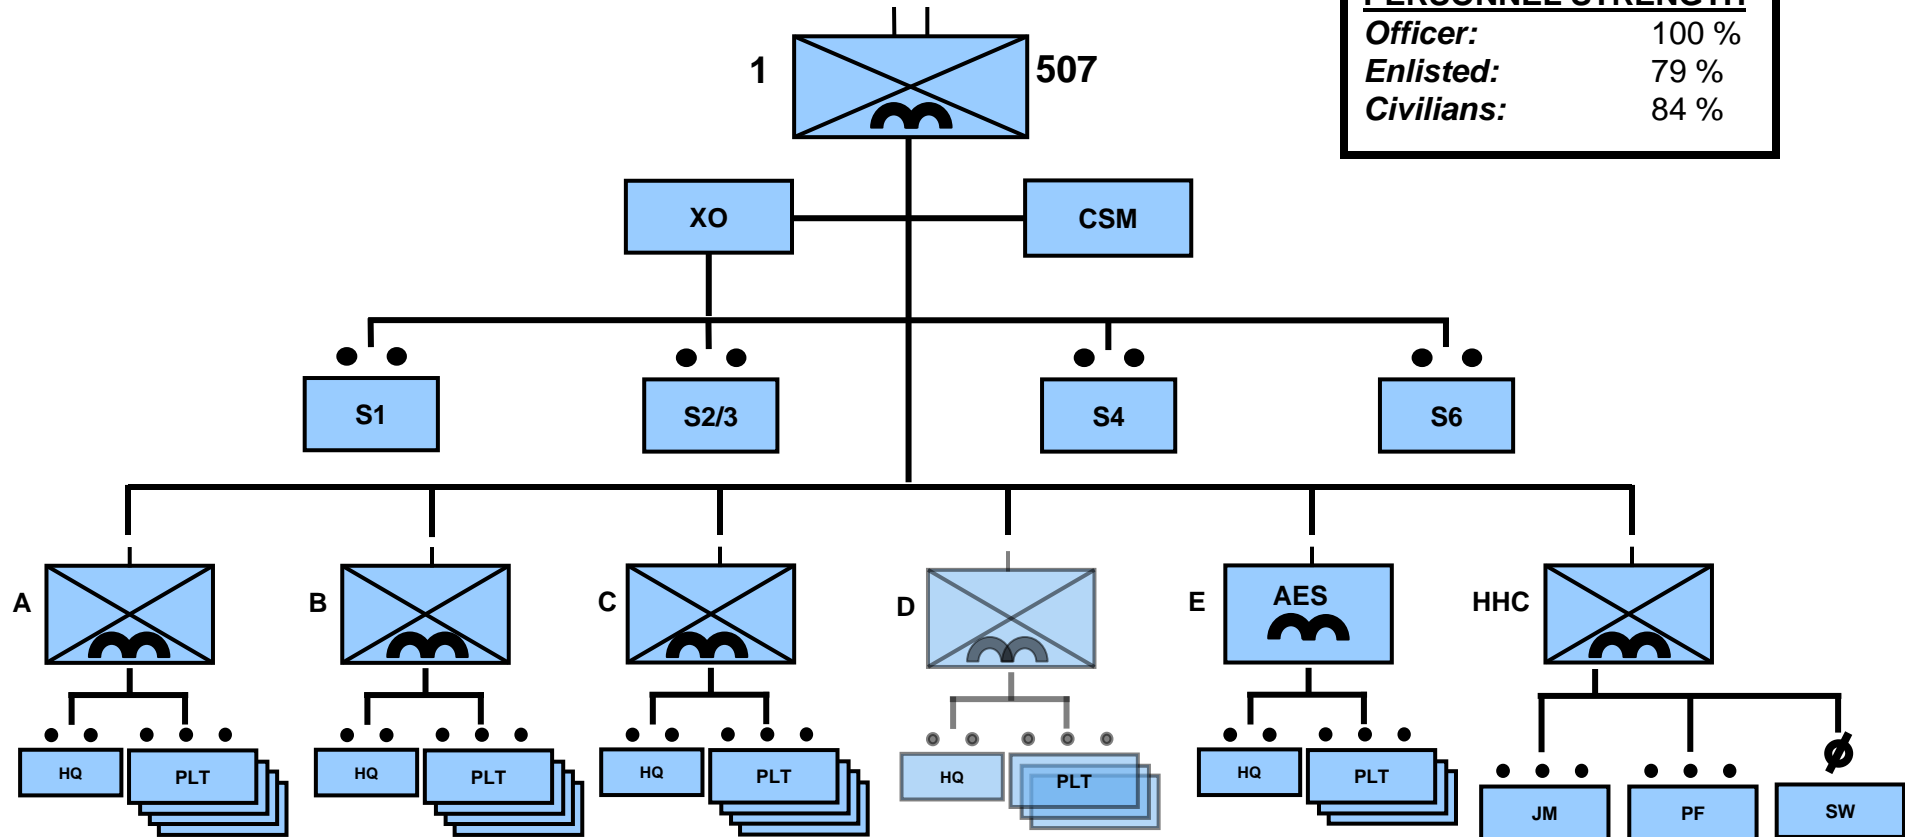 PERSONNEL STRENGTH
Officer: 100 %
Enlisted: 79 %
Civilians: 84 %
1 507
XO CSM
S1 S2/3 S4 S6
A B C D E AES HHC
HQ PLT HQ PLT HQ PLT HQ PLT HQ PLT JM PF SW